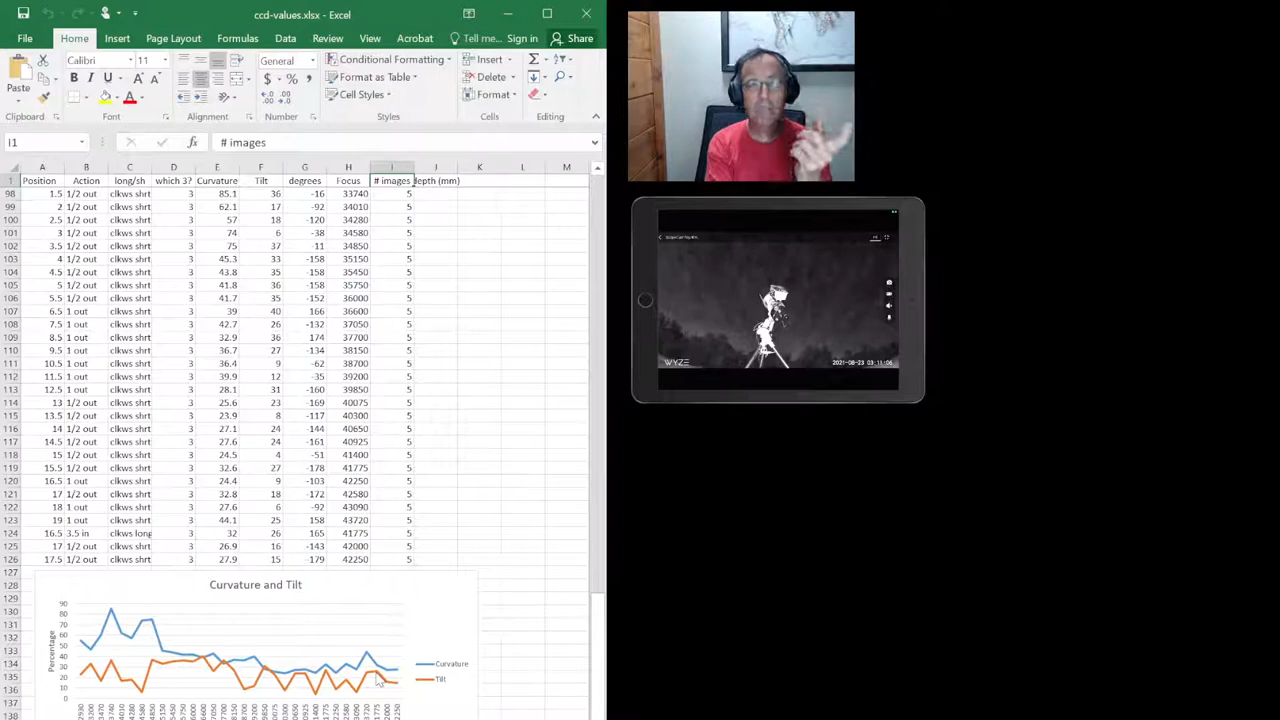 ccd-values.xlsx - Excel
File Home Insert Page Layout Formulas Data Review View Acrobat Tell me... Sign in Share
Paste Calibri 11 General Conditional Formatting Insert
B I U $ % Format as Table Delete
A Cell Styles Format
Clipboard Font Alignment Number Styles Cells Editing
I1 fx # images
A B C D E F G H I J K L M
1 Position Action long/sh which 3? Curvature Tilt degrees Focus # images depth (mm)
98 1.5 1/2 out clkws shrt 3 85.1 36 -16 33740 5
99 2 1/2 out clkws shrt 3 62.1 17 -92 34010 5
100 2.5 1/2 out clkws shrt 3 57 18 -120 34280 5
101 3 1/2 out clkws shrt 3 74 6 -38 34580 5
102 3.5 1/2 out clkws shrt 3 75 37 -11 34850 5
103 4 1/2 out clkws shrt 3 45.3 33 -158 35150 5
104 4.5 1/2 out clkws shrt 3 43.8 35 -158 35450 5
105 5 1/2 out clkws shrt 3 41.8 36 -158 35750 5
106 5.5 1/2 out clkws shrt 3 41.7 35 -152 36000 5
107 6.5 1 out clkws shrt 3 39 40 166 36600 5
108 7.5 1 out clkws shrt 3 42.7 26 -132 37050 5
109 8.5 1 out clkws shrt 3 32.9 36 174 37700 5
110 9.5 1 out clkws shrt 3 36.7 27 -134 38150 5
111 10.5 1 out clkws shrt 3 36.4 9 -62 38700 5
112 11.5 1 out clkws shrt 3 39.9 12 -35 39200 5
113 12.5 1 out clkws shrt 3 28.1 31 -160 39850 5
114 13 1/2 out clkws shrt 3 25.6 23 -169 40075 5
115 13.5 1/2 out clkws shrt 3 23.9 8 -117 40300 5
116 14 1/2 out clkws shrt 3 27.1 24 -144 40650 5
117 14.5 1/2 out clkws shrt 3 27.6 24 -161 40925 5
118 15 1/2 out clkws shrt 3 24.5 4 -51 41400 5
119 15.5 1/2 out clkws shrt 3 32.6 27 -178 41775 5
120 16.5 1 out clkws shrt 3 24.4 9 -103 42250 5
121 17 1/2 out clkws shrt 3 32.8 18 -172 42580 5
122 18 1 out clkws shrt 3 27.6 6 -92 43090 5
123 19 1 out clkws shrt 3 44.1 25 158 43720 5
124 16.5 3.5 in clkws long 3 32 26 165 41775 5
125 17 1/2 out clkws shrt 3 26.9 16 -143 42000 5
126 17.5 1/2 out clkws shrt 3 27.9 15 -179 42250 5
127
128 Curvature and Tilt
129
130 90
131 80
70
132 60
133 50
134 40 Curvature
30
135 20 Tilt
136 10
0
137
138
Percentage
WYZE 2021-08-23 03:11:06